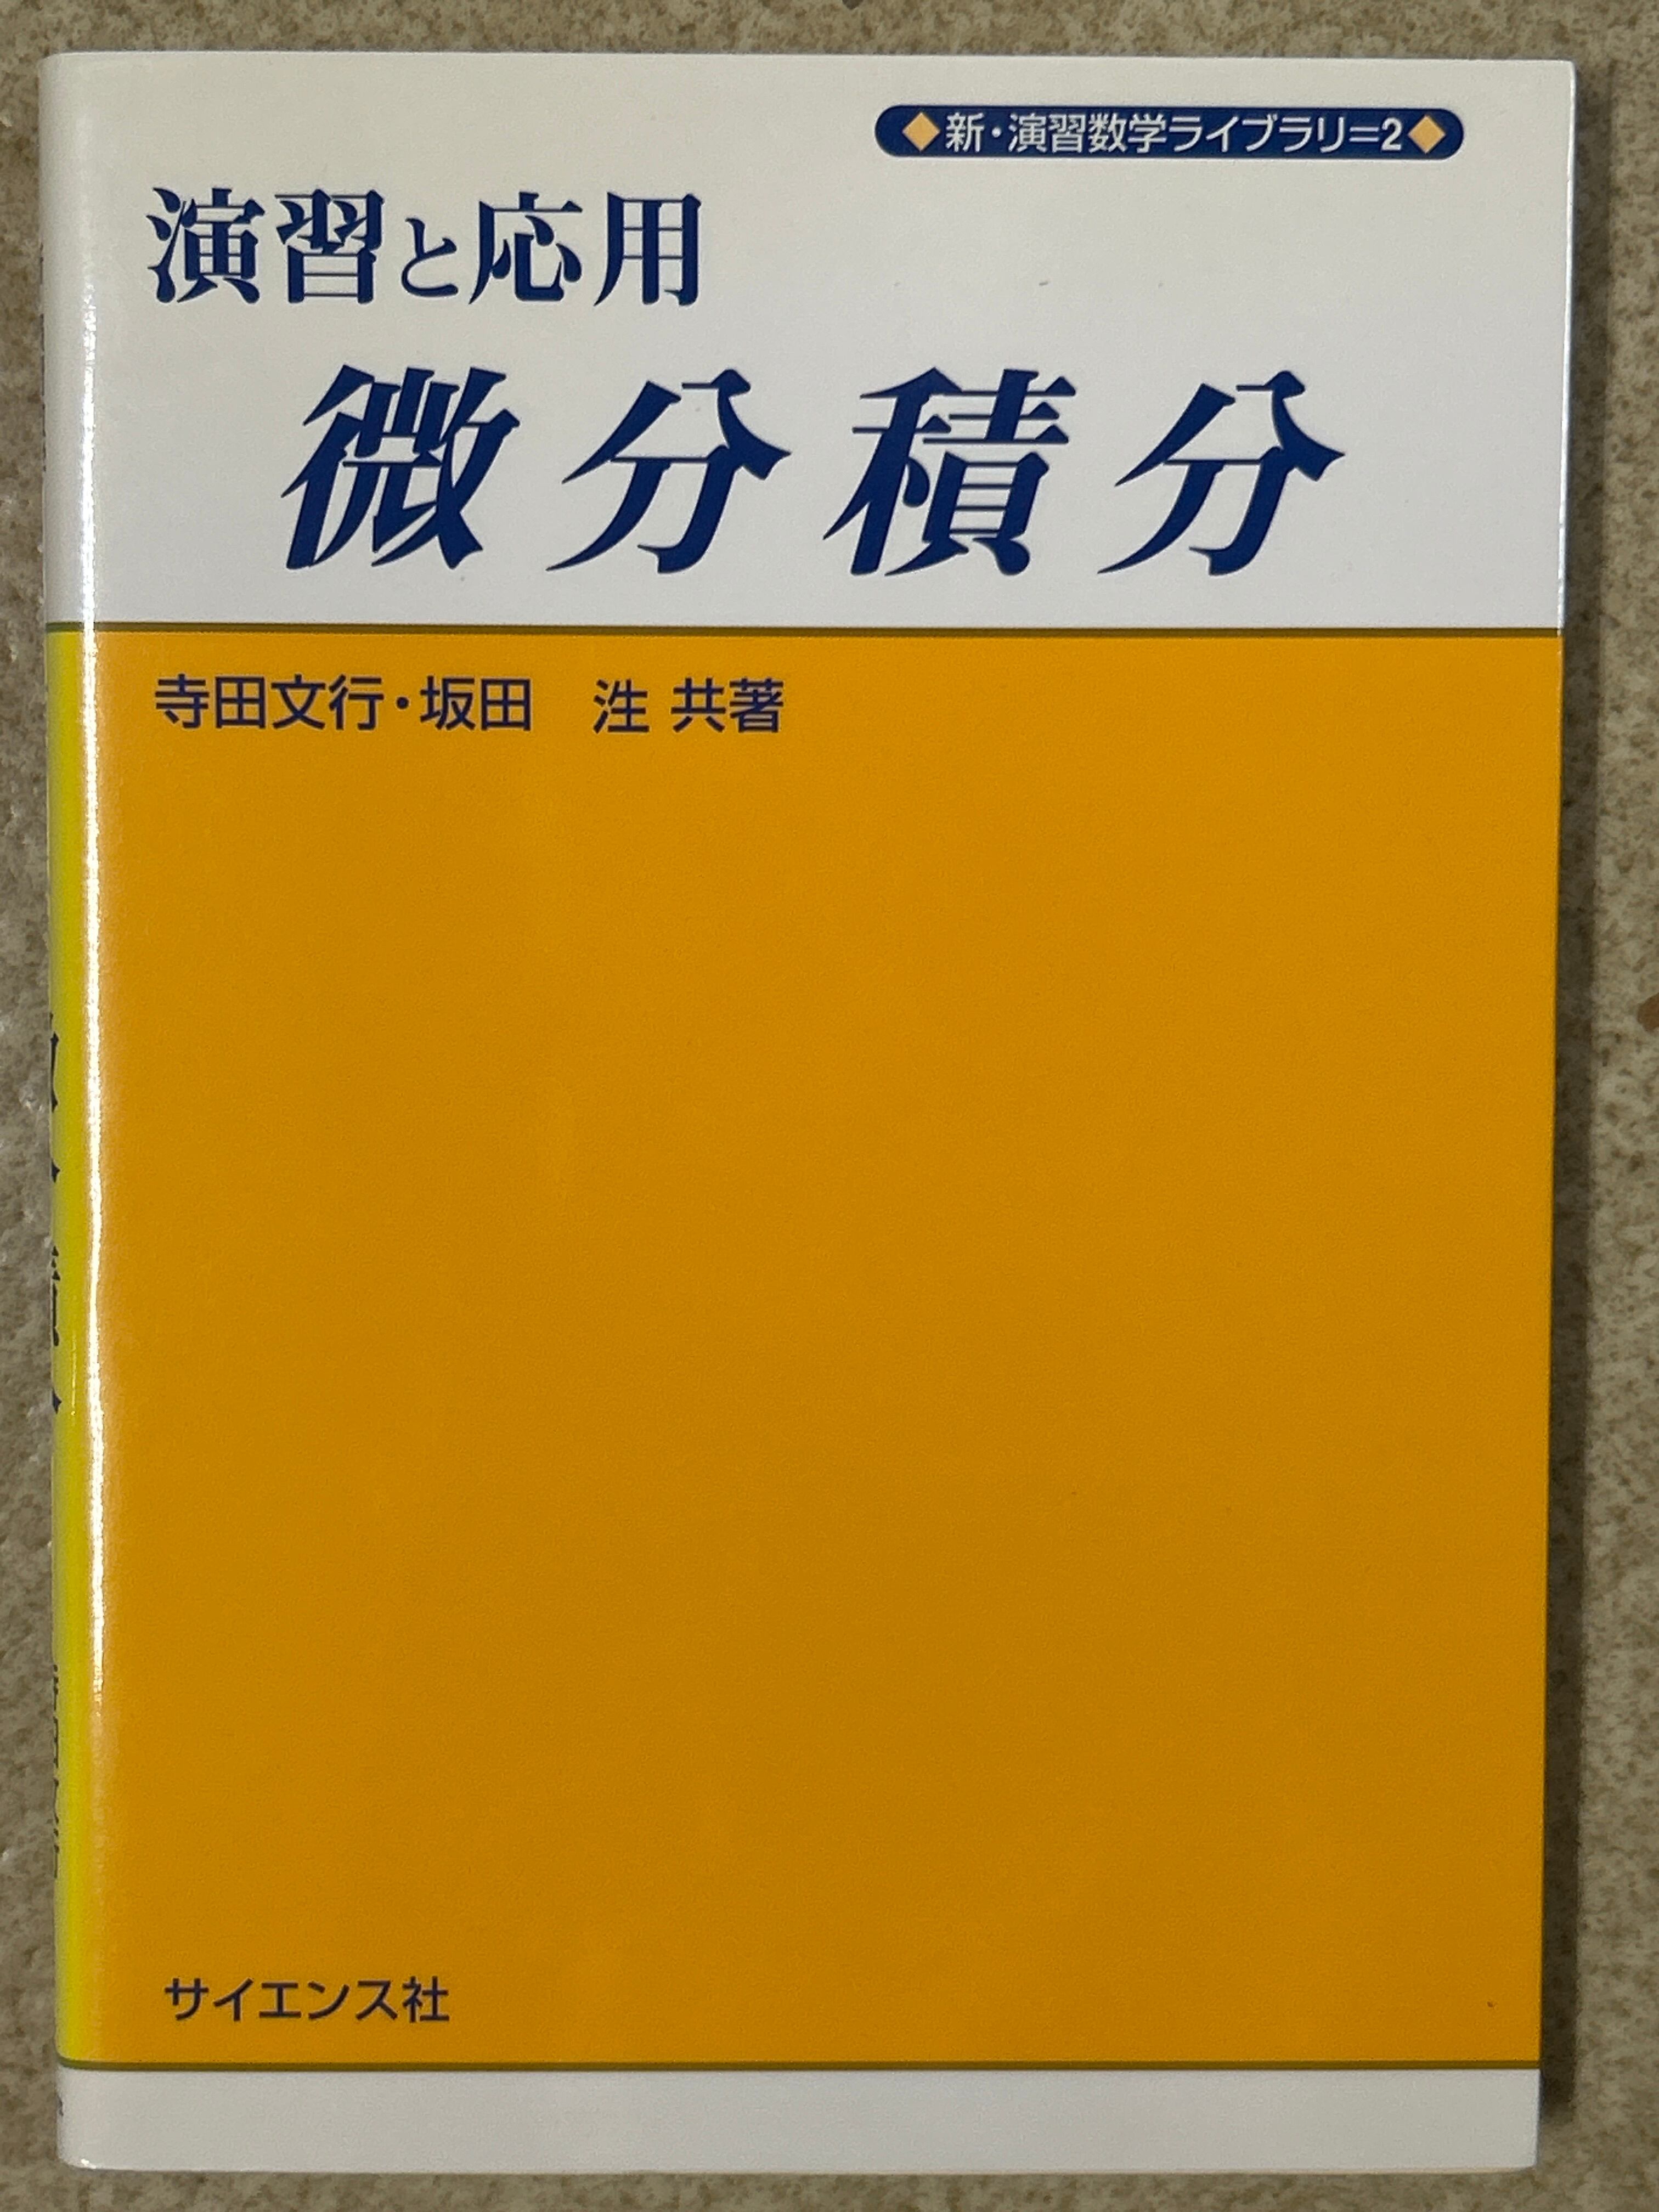 ◆新・演習数学ライブラリ=2◆
演習と応用
微分積分
寺田文行・坂田　泩 共著
サイエンス社